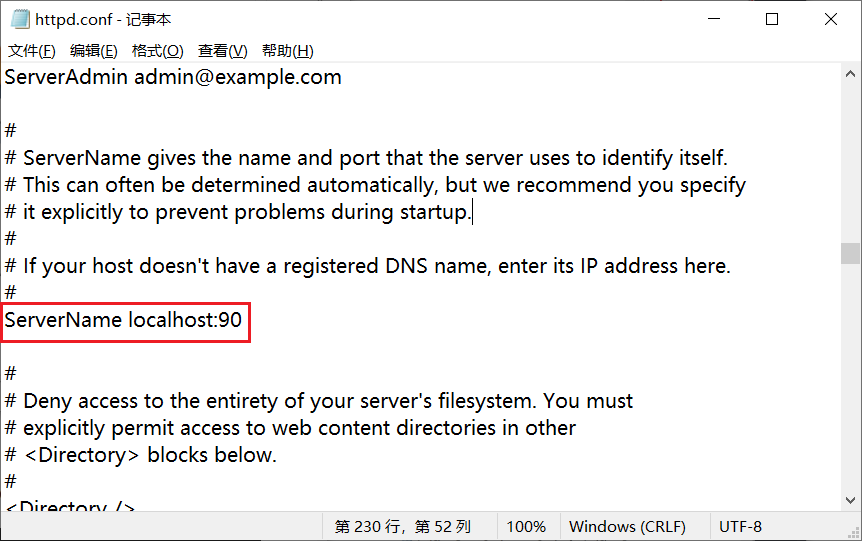 httpd.conf - 记事本
文件(F) 编辑(E) 格式(O) 查看(V) 帮助(H)
ServerAdmin admin@example.com
#
# ServerName gives the name and port that the server uses to identify itself.
# This can often be determined automatically, but we recommend you specify
# it explicitly to prevent problems during startup.
#
# If your host doesn't have a registered DNS name, enter its IP address here.
#
ServerName localhost:90
#
# Deny access to the entirety of your server's filesystem. You must
# explicitly permit access to web content directories in other
# <Directory> blocks below.
#
<Directory />
第 230 行，第 52 列 100% Windows (CRLF) UTF-8